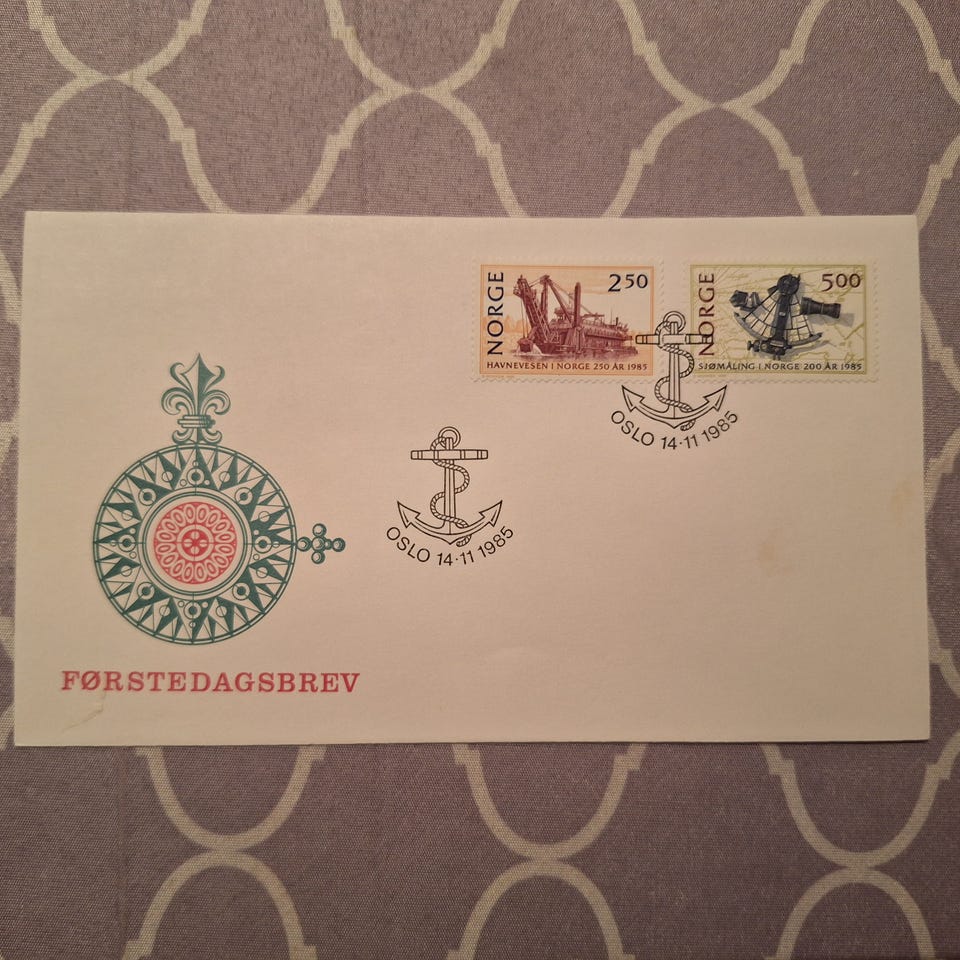 NORGE
2 50
HAVNEVESEN I NORGE 250 ÅR 1985
NORGE
5 00
SJØMÅLING I NORGE 200 ÅR 1985
OSLO 14·11 1985
OSLO 14·11 1985
FØRSTEDAGSBREV